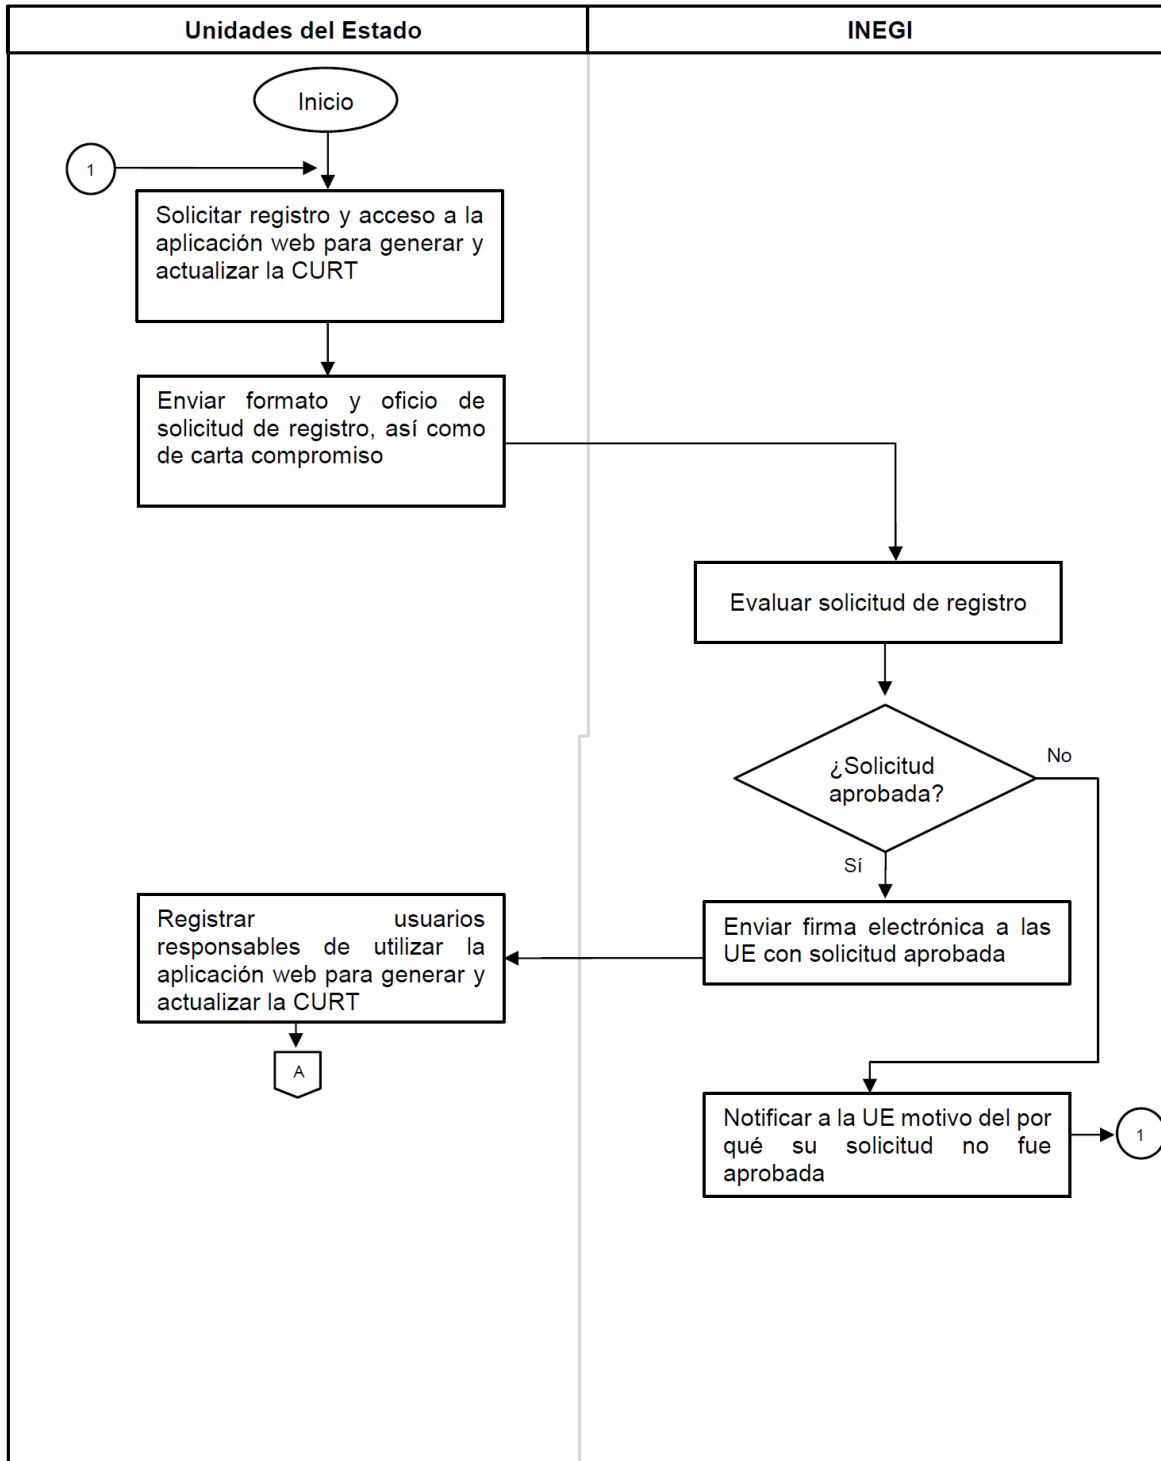 Unidades del Estado
INEGI
Inicio
1
Solicitar registro y acceso a la
aplicación web para generar y
actualizar la CURT
Enviar formato y oficio de
solicitud de registro, así como
de carta compromiso
Evaluar solicitud de registro
¿Solicitud
aprobada?
No
Sí
Enviar firma electrónica a las
UE con solicitud aprobada
Registrar usuarios
responsables de utilizar la
aplicación web para generar y
actualizar la CURT
A
Notificar a la UE motivo del por
qué su solicitud no fue
aprobada
1